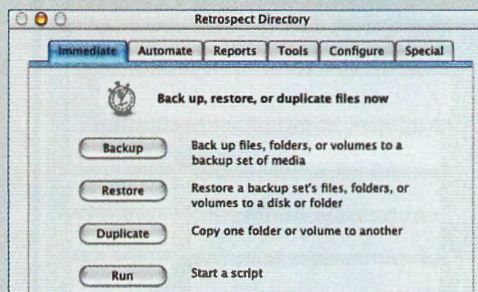 Retrospect Directory
Immediate Automate Reports Tools Configure Special
Back up, restore, or duplicate files now
Backup
Back up files, folders, or volumes to a
backup set of media
Restore
Restore a backup set's files, folders, or
volumes to a disk or folder
Duplicate
Copy one folder or volume to another
Run
Start a script